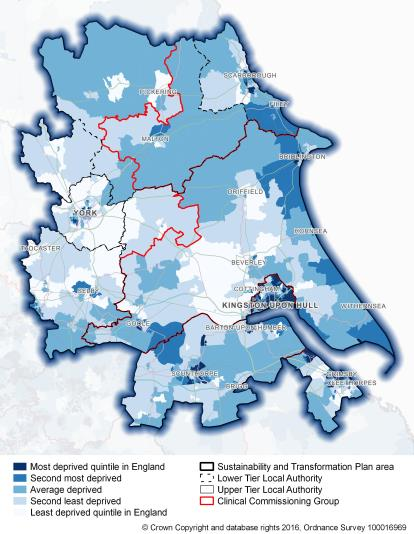 SCARBOROUGH
PICKERING
FILEY
MALTON
BRIDLINGTON
DRIFFIELD
YORK
HORNSEA
TADCASTER
BEVERLEY
COTTINGHAM
SELBY
KINGSTON UPON HULL
WITHERNSEA
GOOLE
BARTON-UPON-HUMBER
SCUNTHORPE
GRIMSBY
CLEETHORPES
BRIGG
Most deprived quintile in England
Second most deprived
Average deprived
Second least deprived
Least deprived quintile in England
Sustainability and Transformation Plan area
Lower Tier Local Authority
Upper Tier Local Authority
Clinical Commissioning Group
© Crown Copyright and database rights 2016, Ordnance Survey 100016969